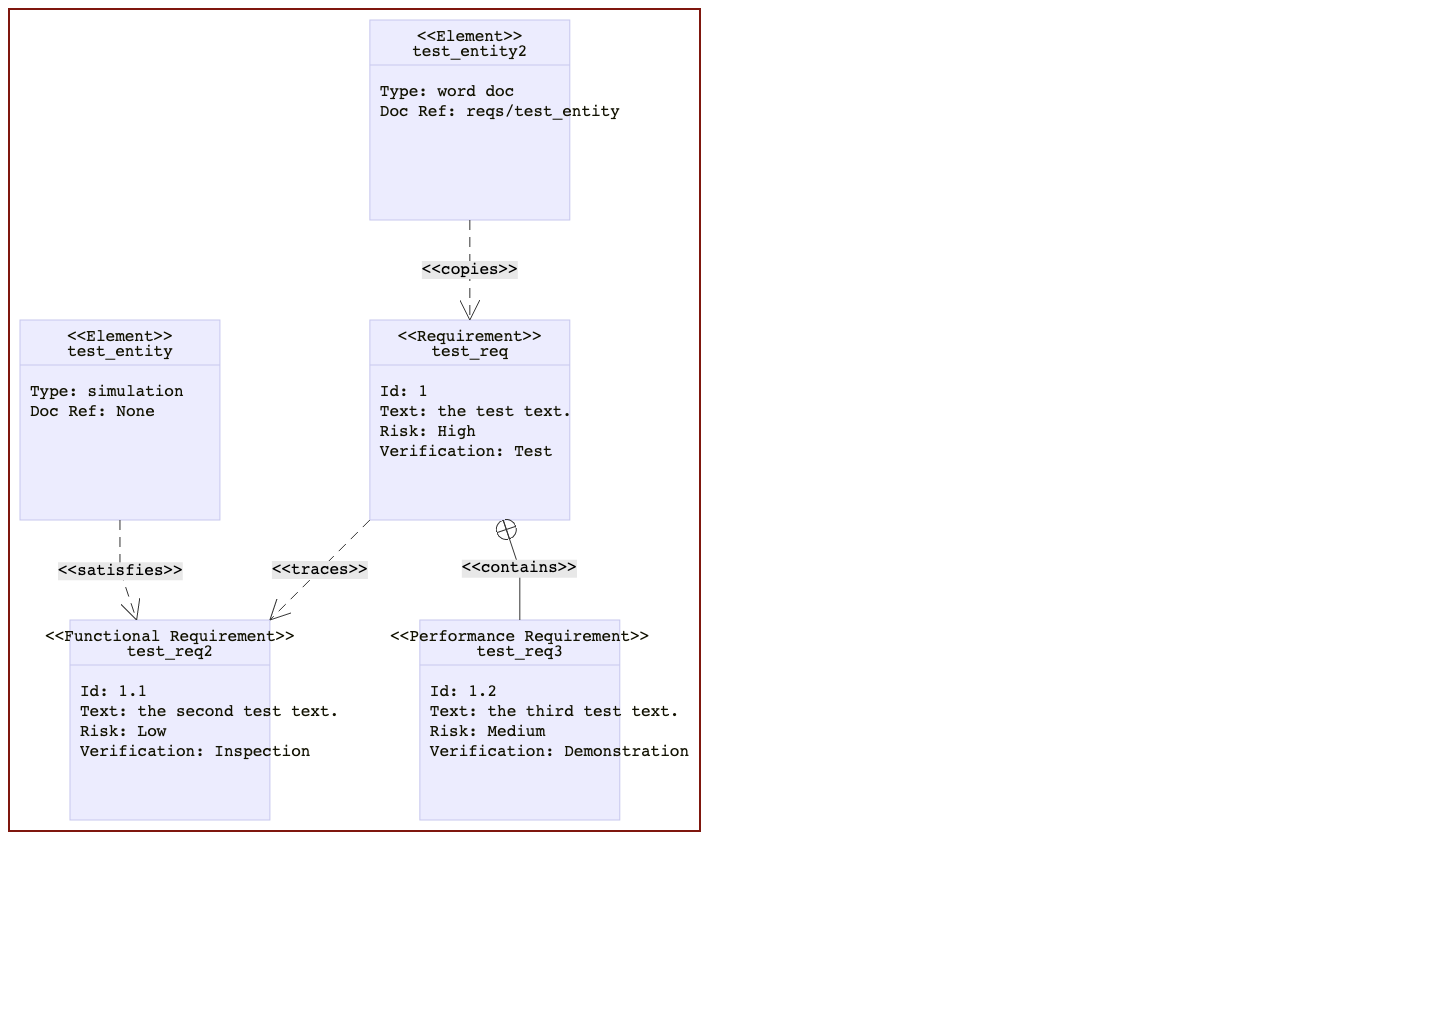 <<Element>>
test_entity2
Type: word doc
Doc Ref: reqs/test_entity
<<copies>>
<<Element>>
test_entity
Type: simulation
Doc Ref: None
<<Requirement>>
test_req
Id: 1
Text: the test text.
Risk: High
Verification: Test
<<satisfies>>
<<traces>>
<<contains>>
<<Functional Requirement>>
test_req2
Id: 1.1
Text: the second test text.
Risk: Low
Verification: Inspection
<<Performance Requirement>>
test_req3
Id: 1.2
Text: the third test text.
Risk: Medium
Verification: Demonstration